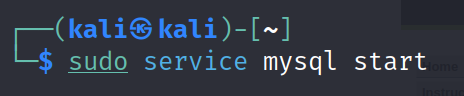 ┌──(kali㉿kali)-[~]
└─$ sudo service mysql start